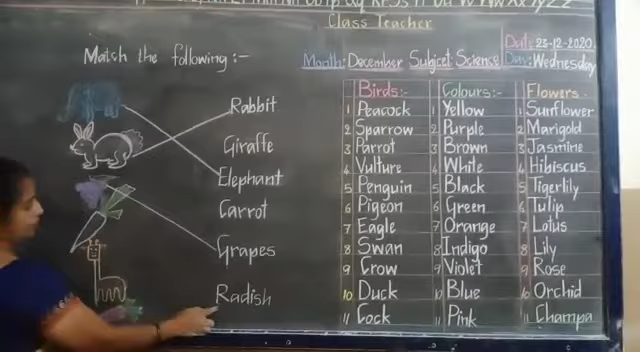 Class Teacher
Date: 23-12-2020
Month: December Subject: Science Day: Wednesday
Match the following :-
Rabbit
Giraffe
Elephant
Carrot
Grapes
Radish
Birds:-
1 Peacock
2 Sparrow
3 Parrot
4 Vulture
5 Penguin
6 Pigeon
7 Eagle
8 Swan
9 Crow
10 Duck
11 Cock
Colours:-
1 Yellow
2 Purple
3 Brown
4 White
5 Black
6 Green
7 Orange
8 Indigo
9 Violet
10 Blue
11 Pink
Flowers-
1 Sunflower
2 Marigold
3 Jasmine
4 Hibiscus
5 Tigerlily
6 Tulip
7 Lotus
8 Lily
9 Rose
10 Orchid
11 Champa